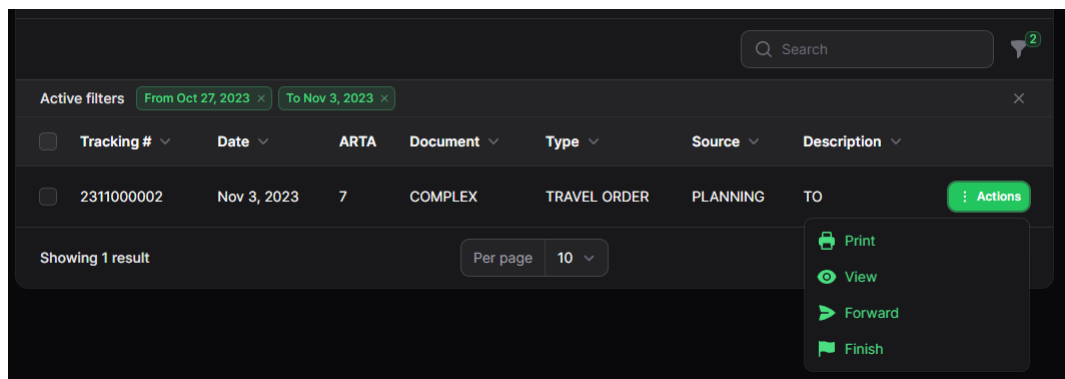 Search
2
Active filters From Oct 27, 2023 × To Nov 3, 2023 ×
Tracking # Date ARTA Document Type Source Description
2311000002 Nov 3, 2023 7 COMPLEX TRAVEL ORDER PLANNING TO Actions
Print
Showing 1 result Per page 10
View
Forward
Finish